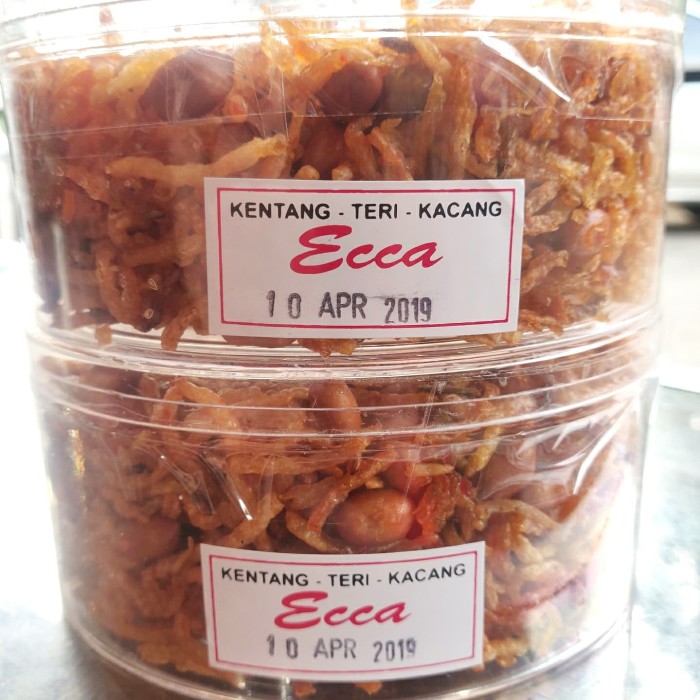 KENTANG - TERI - KACANG
Ecca
10 APR 2019
KENTANG - TERI - KACANG
Ecca
10 APR 2019